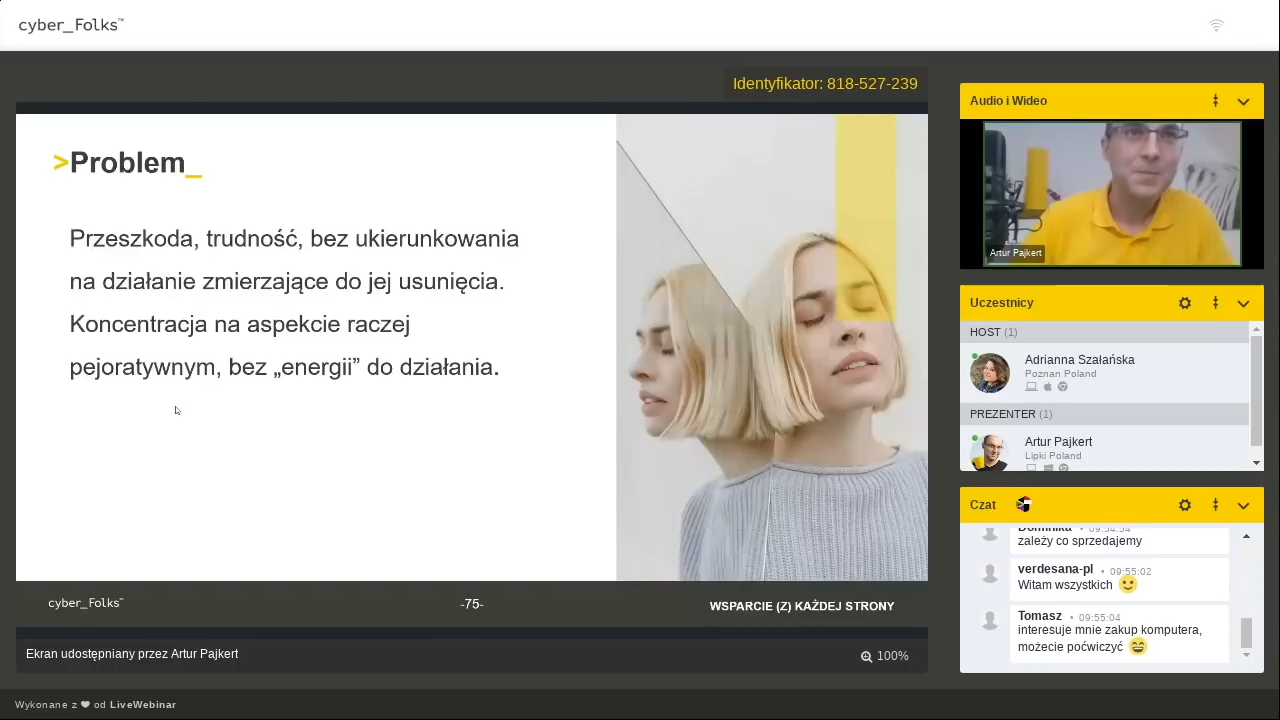 cyber_Folks™
Identyfikator: 818-527-239
>Problem_
Przeszkoda, trudność, bez ukierunkowania
na działanie zmierzające do jej usunięcia.
Koncentracja na aspekcie raczej
pejoratywnym, bez „energii” do działania.
cyber_Folks™
-75-
WSPARCIE (Z) KAŻDEJ STRONY
Ekran udostępniany przez Artur Pajkert
100%
Audio i Wideo
Artur Pajkert
Uczestnicy
HOST (1)
Adrianna Szałańska
Poznan Poland
PREZENTER (1)
Artur Pajkert
Lipki Poland
Czat
Dominika • 09:54:54
zależy co sprzedajemy
verdesana-pl • 09:55:02
Witam wszystkich 🙂
Tomasz • 09:55:04
interesuje mnie zakup komputera,
możecie poćwiczyć 😄
Wykonane z ♥ od LiveWebinar